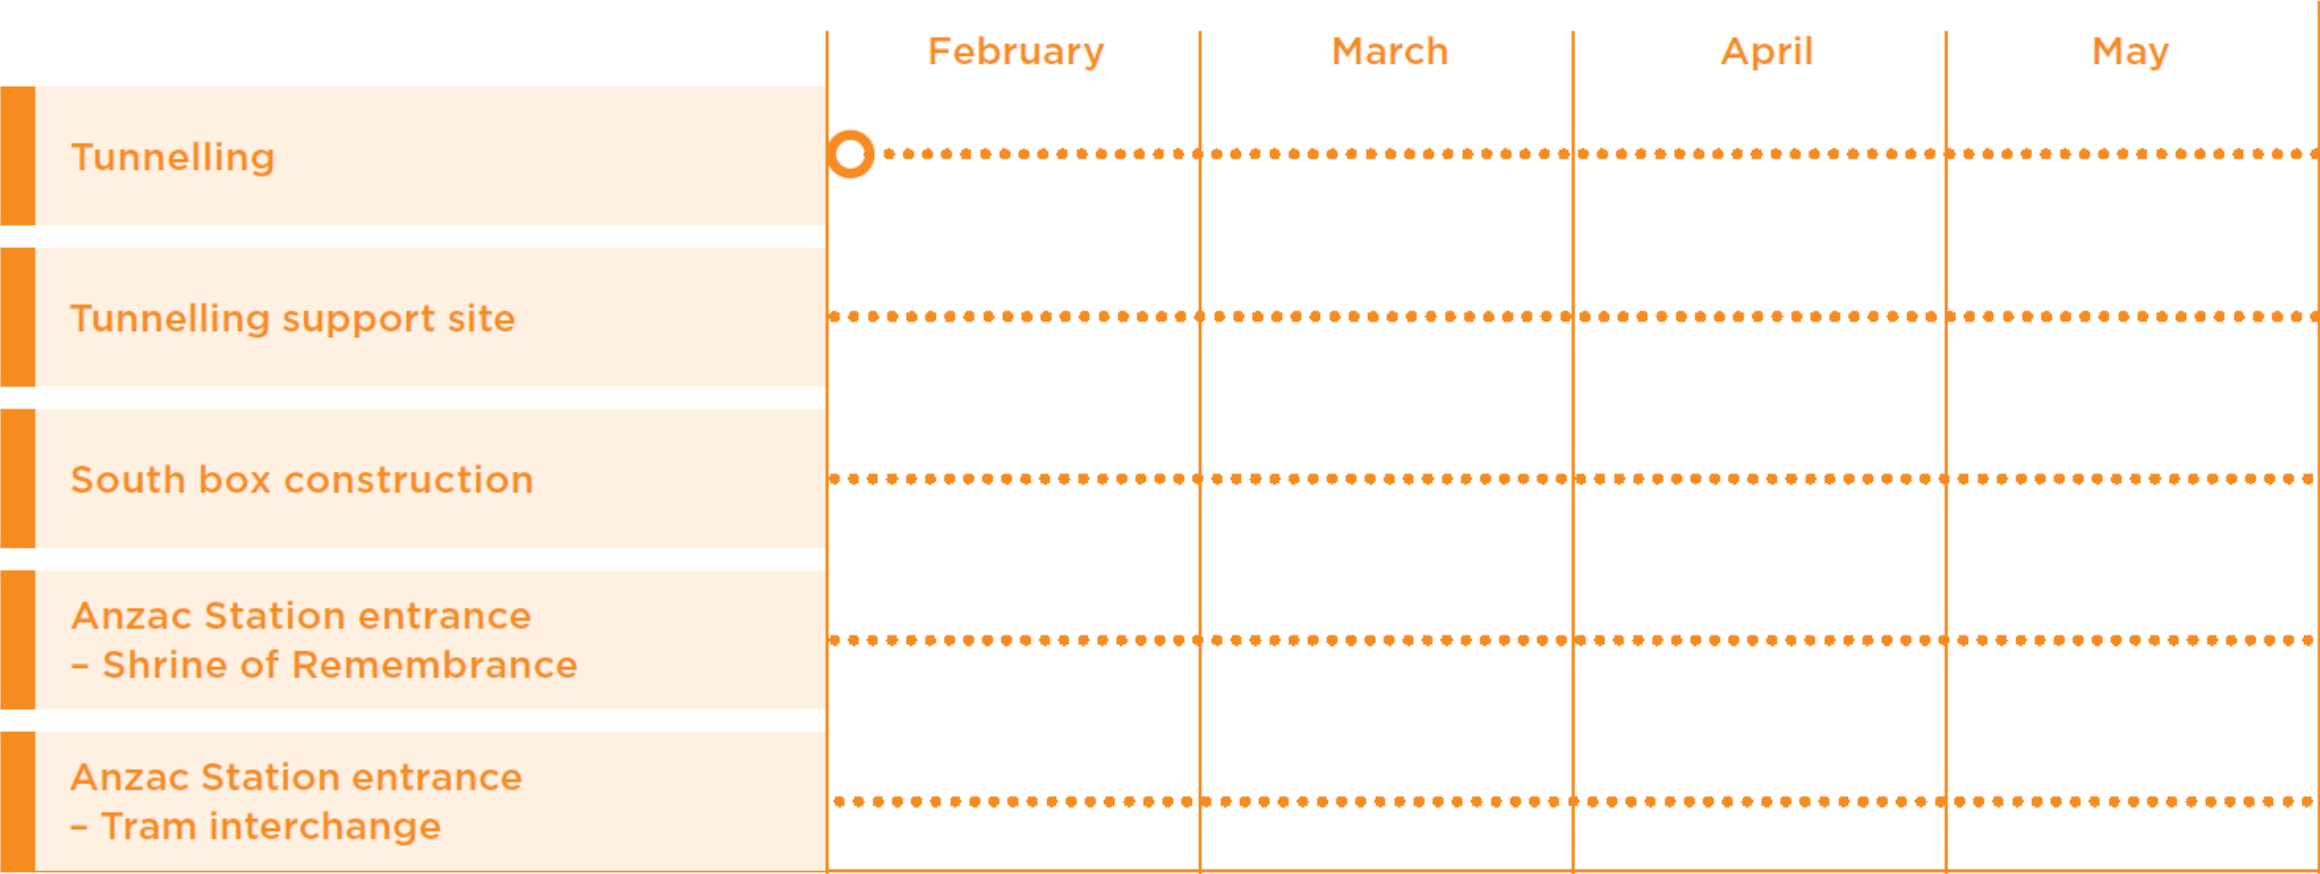 February March April May
Tunnelling
Tunnelling support site
South box construction
Anzac Station entrance
– Shrine of Remembrance
Anzac Station entrance
– Tram interchange